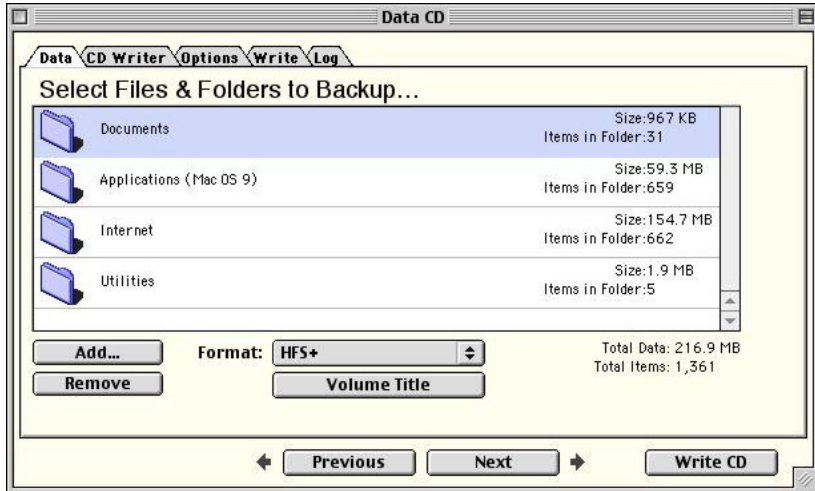 Data CD
Data CD Writer Options Write Log
Select Files & Folders to Backup...
Documents
Size:967 KB
Items in Folder:31
Applications (Mac OS 9)
Size:59.3 MB
Items in Folder:659
Internet
Size:154.7 MB
Items in Folder:662
Utilities
Size:1.9 MB
Items in Folder:5
Add... Format: HFS+
Total Data: 216.9 MB
Total Items: 1,361
Remove Volume Title
Previous Next Write CD